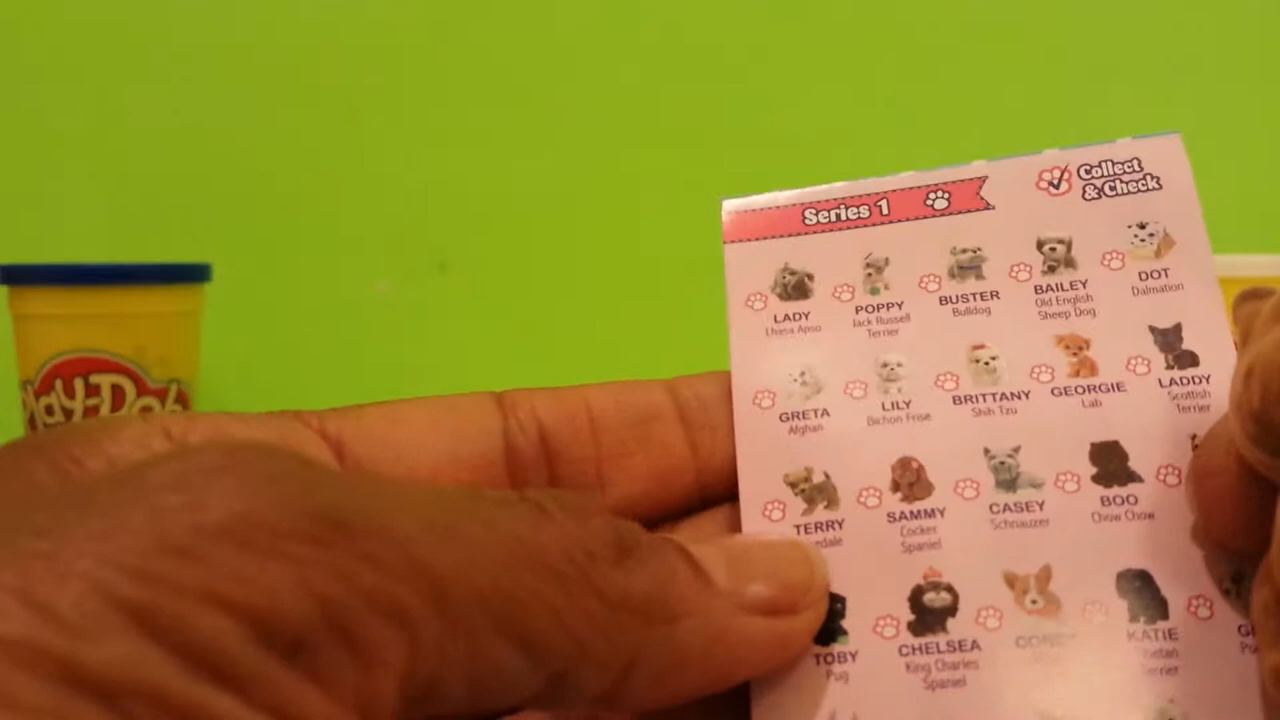 Series 1
Collect
& Check
LADY
Lhasa Apso
POPPY
Jack Russell
Terrier
BUSTER
Bulldog
BAILEY
Old English
Sheep Dog
DOT
Dalmation
GRETA
Afghan
LILY
Bichon Frise
BRITTANY
Shih Tzu
GEORGIE
Lab
LADDY
Scottish
Terrier
TERRY
SAMMY
Cocker
Spaniel
CASEY
Schnauzer
BOO
Chow Chow
TOBY
Pug
CHELSEA
King Charles
Spaniel
KATIE
Play-Doh